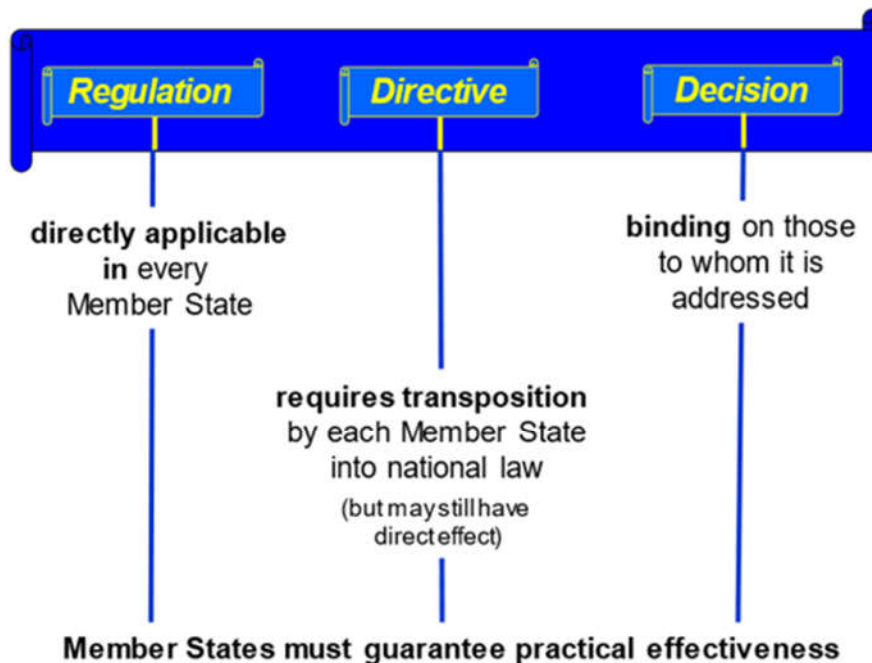 Regulation
Directive
Decision
directly applicable
in every
Member State
binding on those
to whom it is
addressed
requires transposition
by each Member State
into national law
(but may still have
direct effect)
Member States must guarantee practical effectiveness